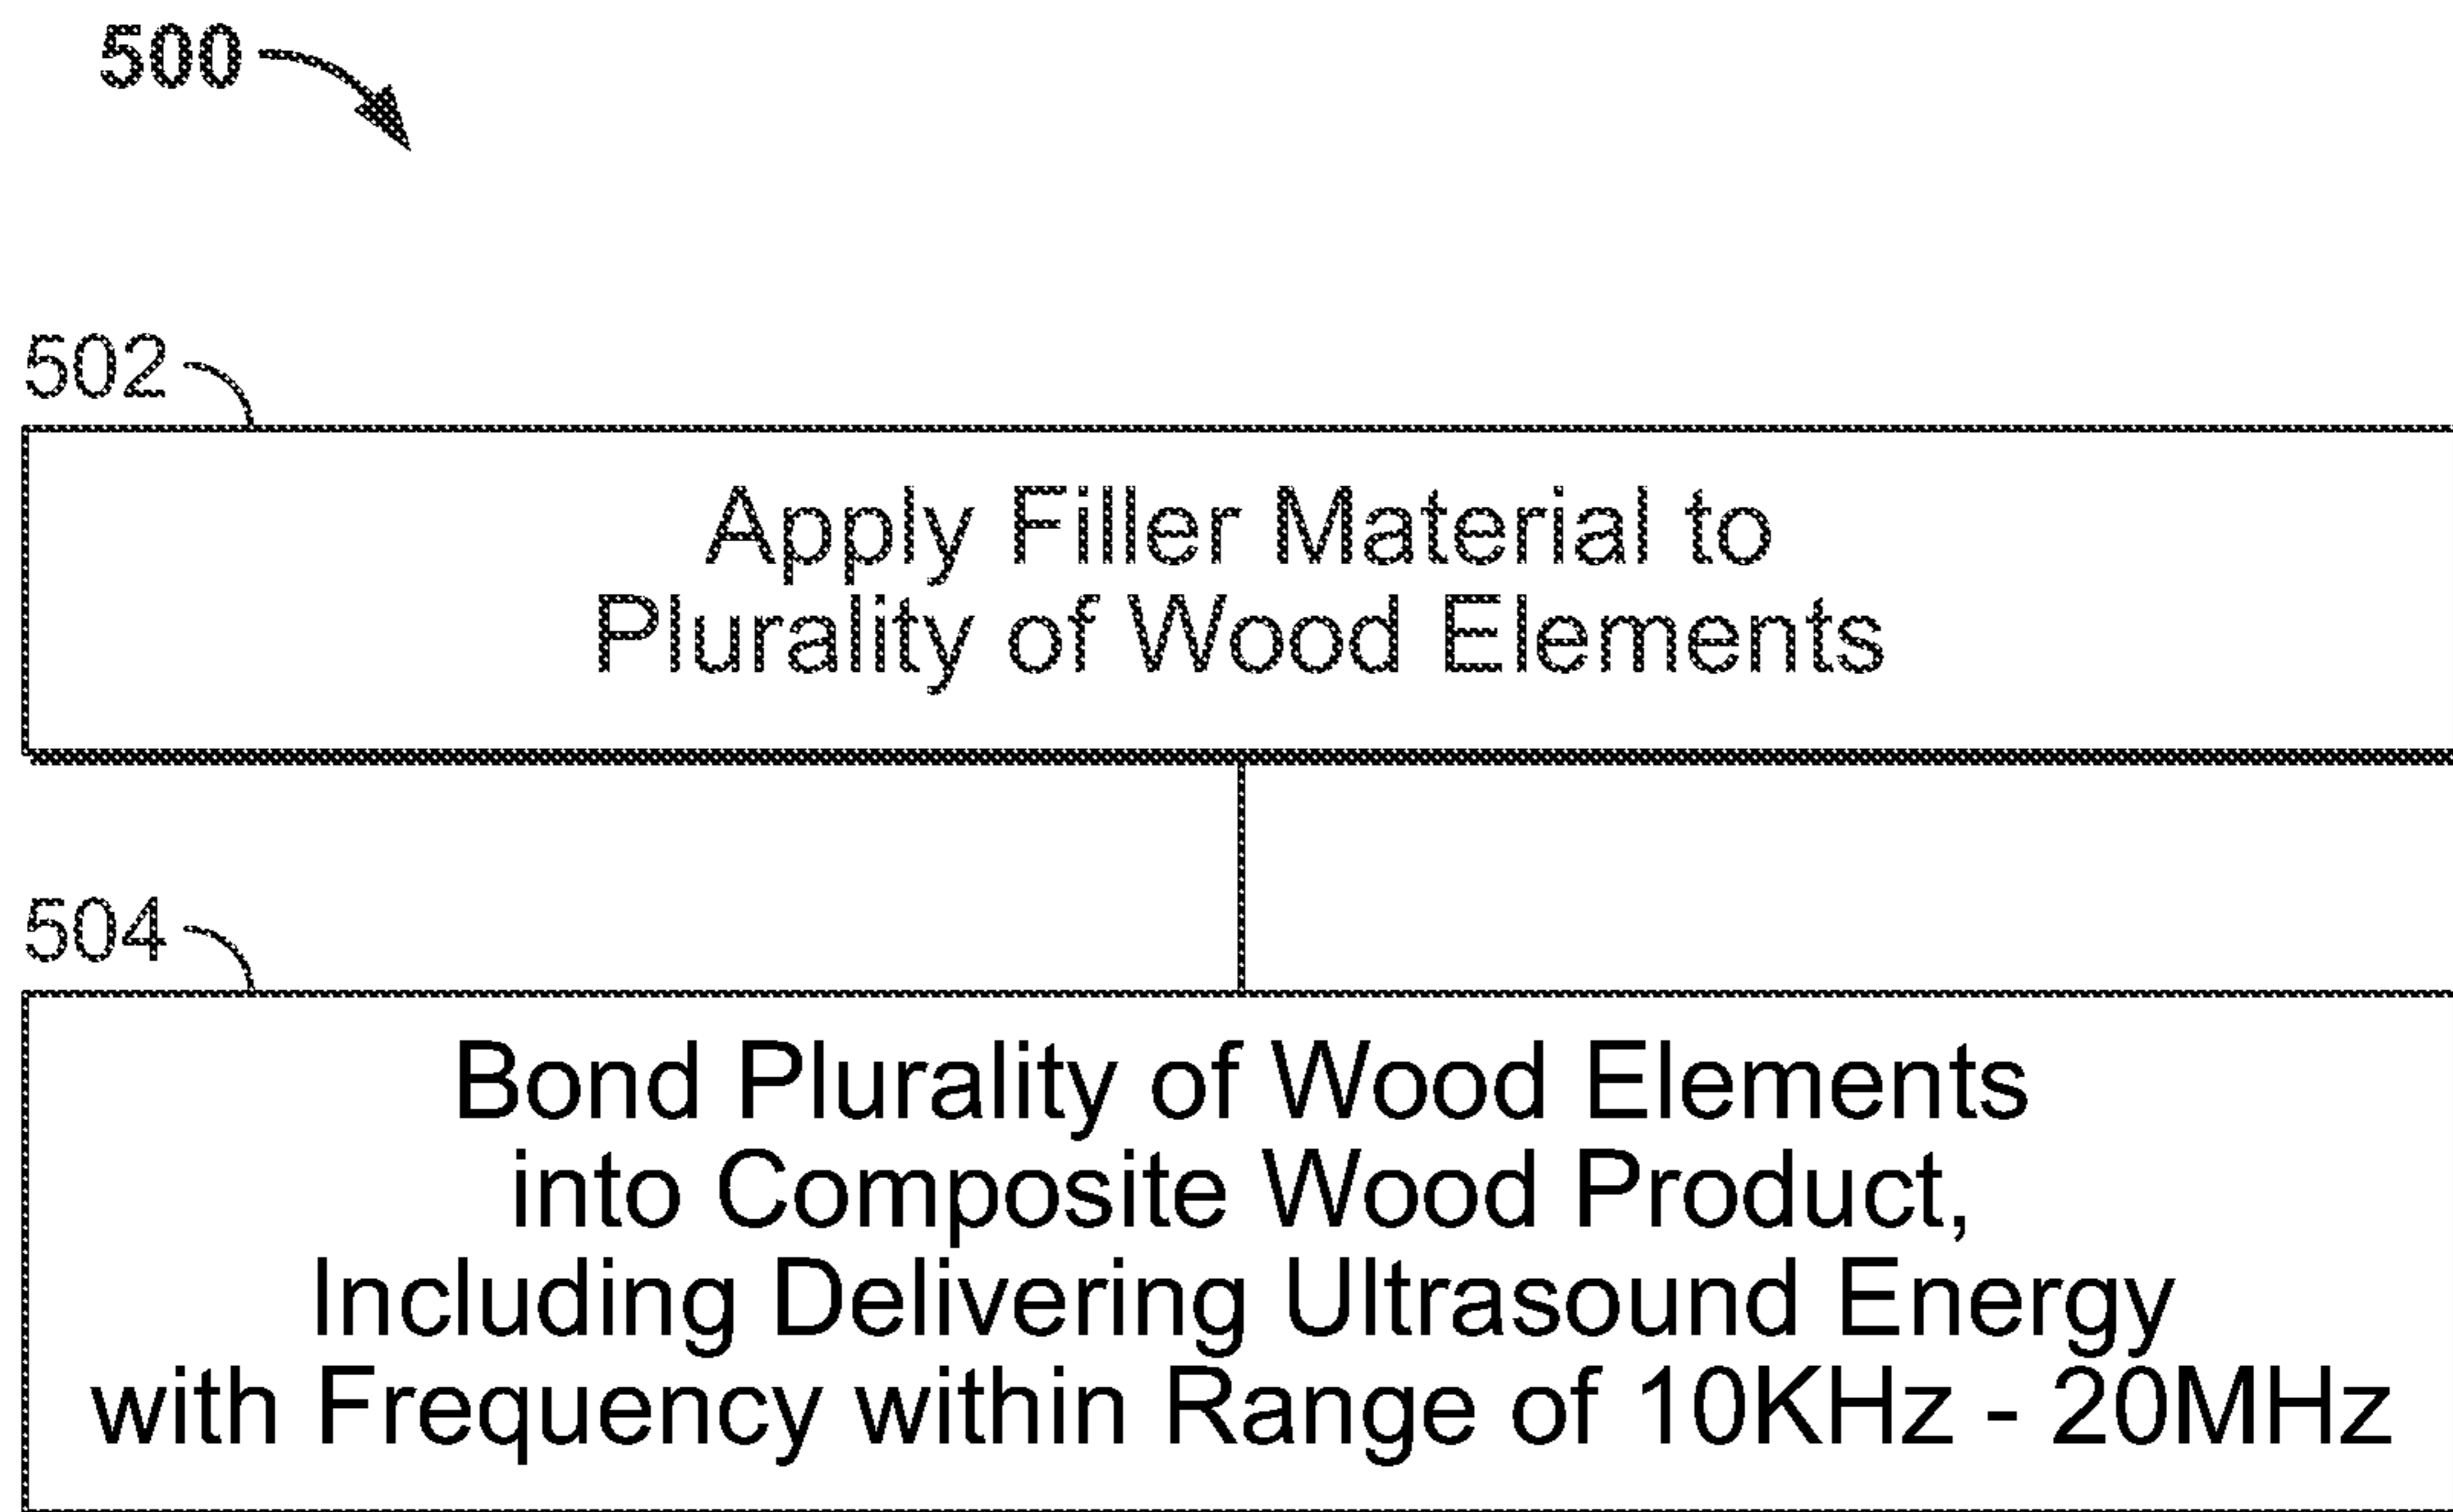 500
502
Apply Filler Material to
Plurality of Wood Elements
504
Bond Plurality of Wood Elements
into Composite Wood Product,
Including Delivering Ultrasound Energy
with Frequency within Range of 10KHz - 20MHz